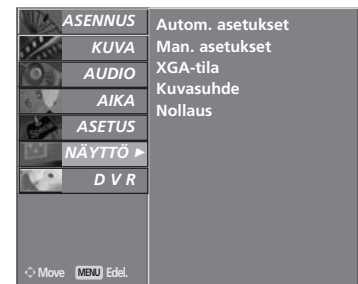 ASENNUS
KUVA
AUDIO
AIKA
ASETUS
NÄYTTÖ ►
D V R
Autom. asetukset
Man. asetukset
XGA-tila
Kuvasuhde
Nollaus
Move MENU Edel.